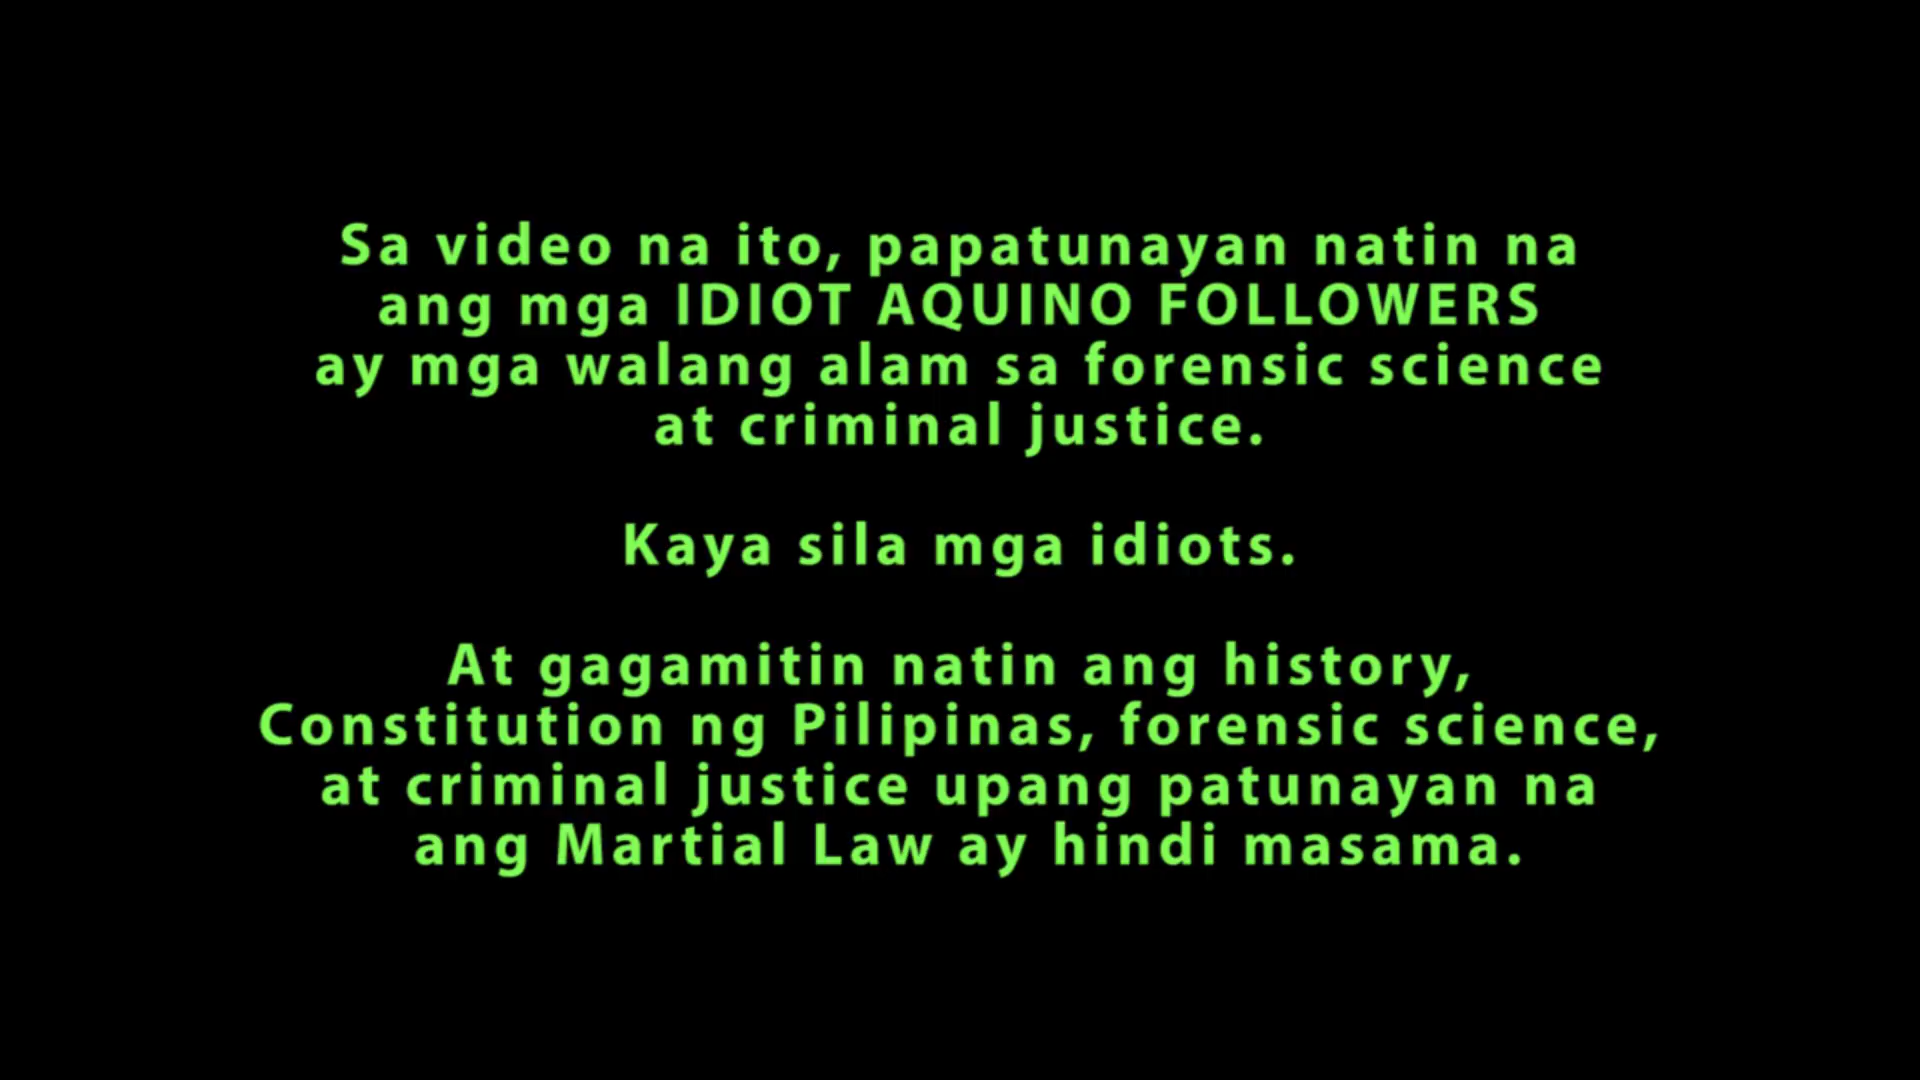 Sa video na ito, papatunayan natin na
ang mga IDIOT AQUINO FOLLOWERS
ay mga walang alam sa forensic science
at criminal justice.
Kaya sila mga idiots.
At gagamitin natin ang history,
Constitution ng Pilipinas, forensic science,
at criminal justice upang patunayan na
ang Martial Law ay hindi masama.